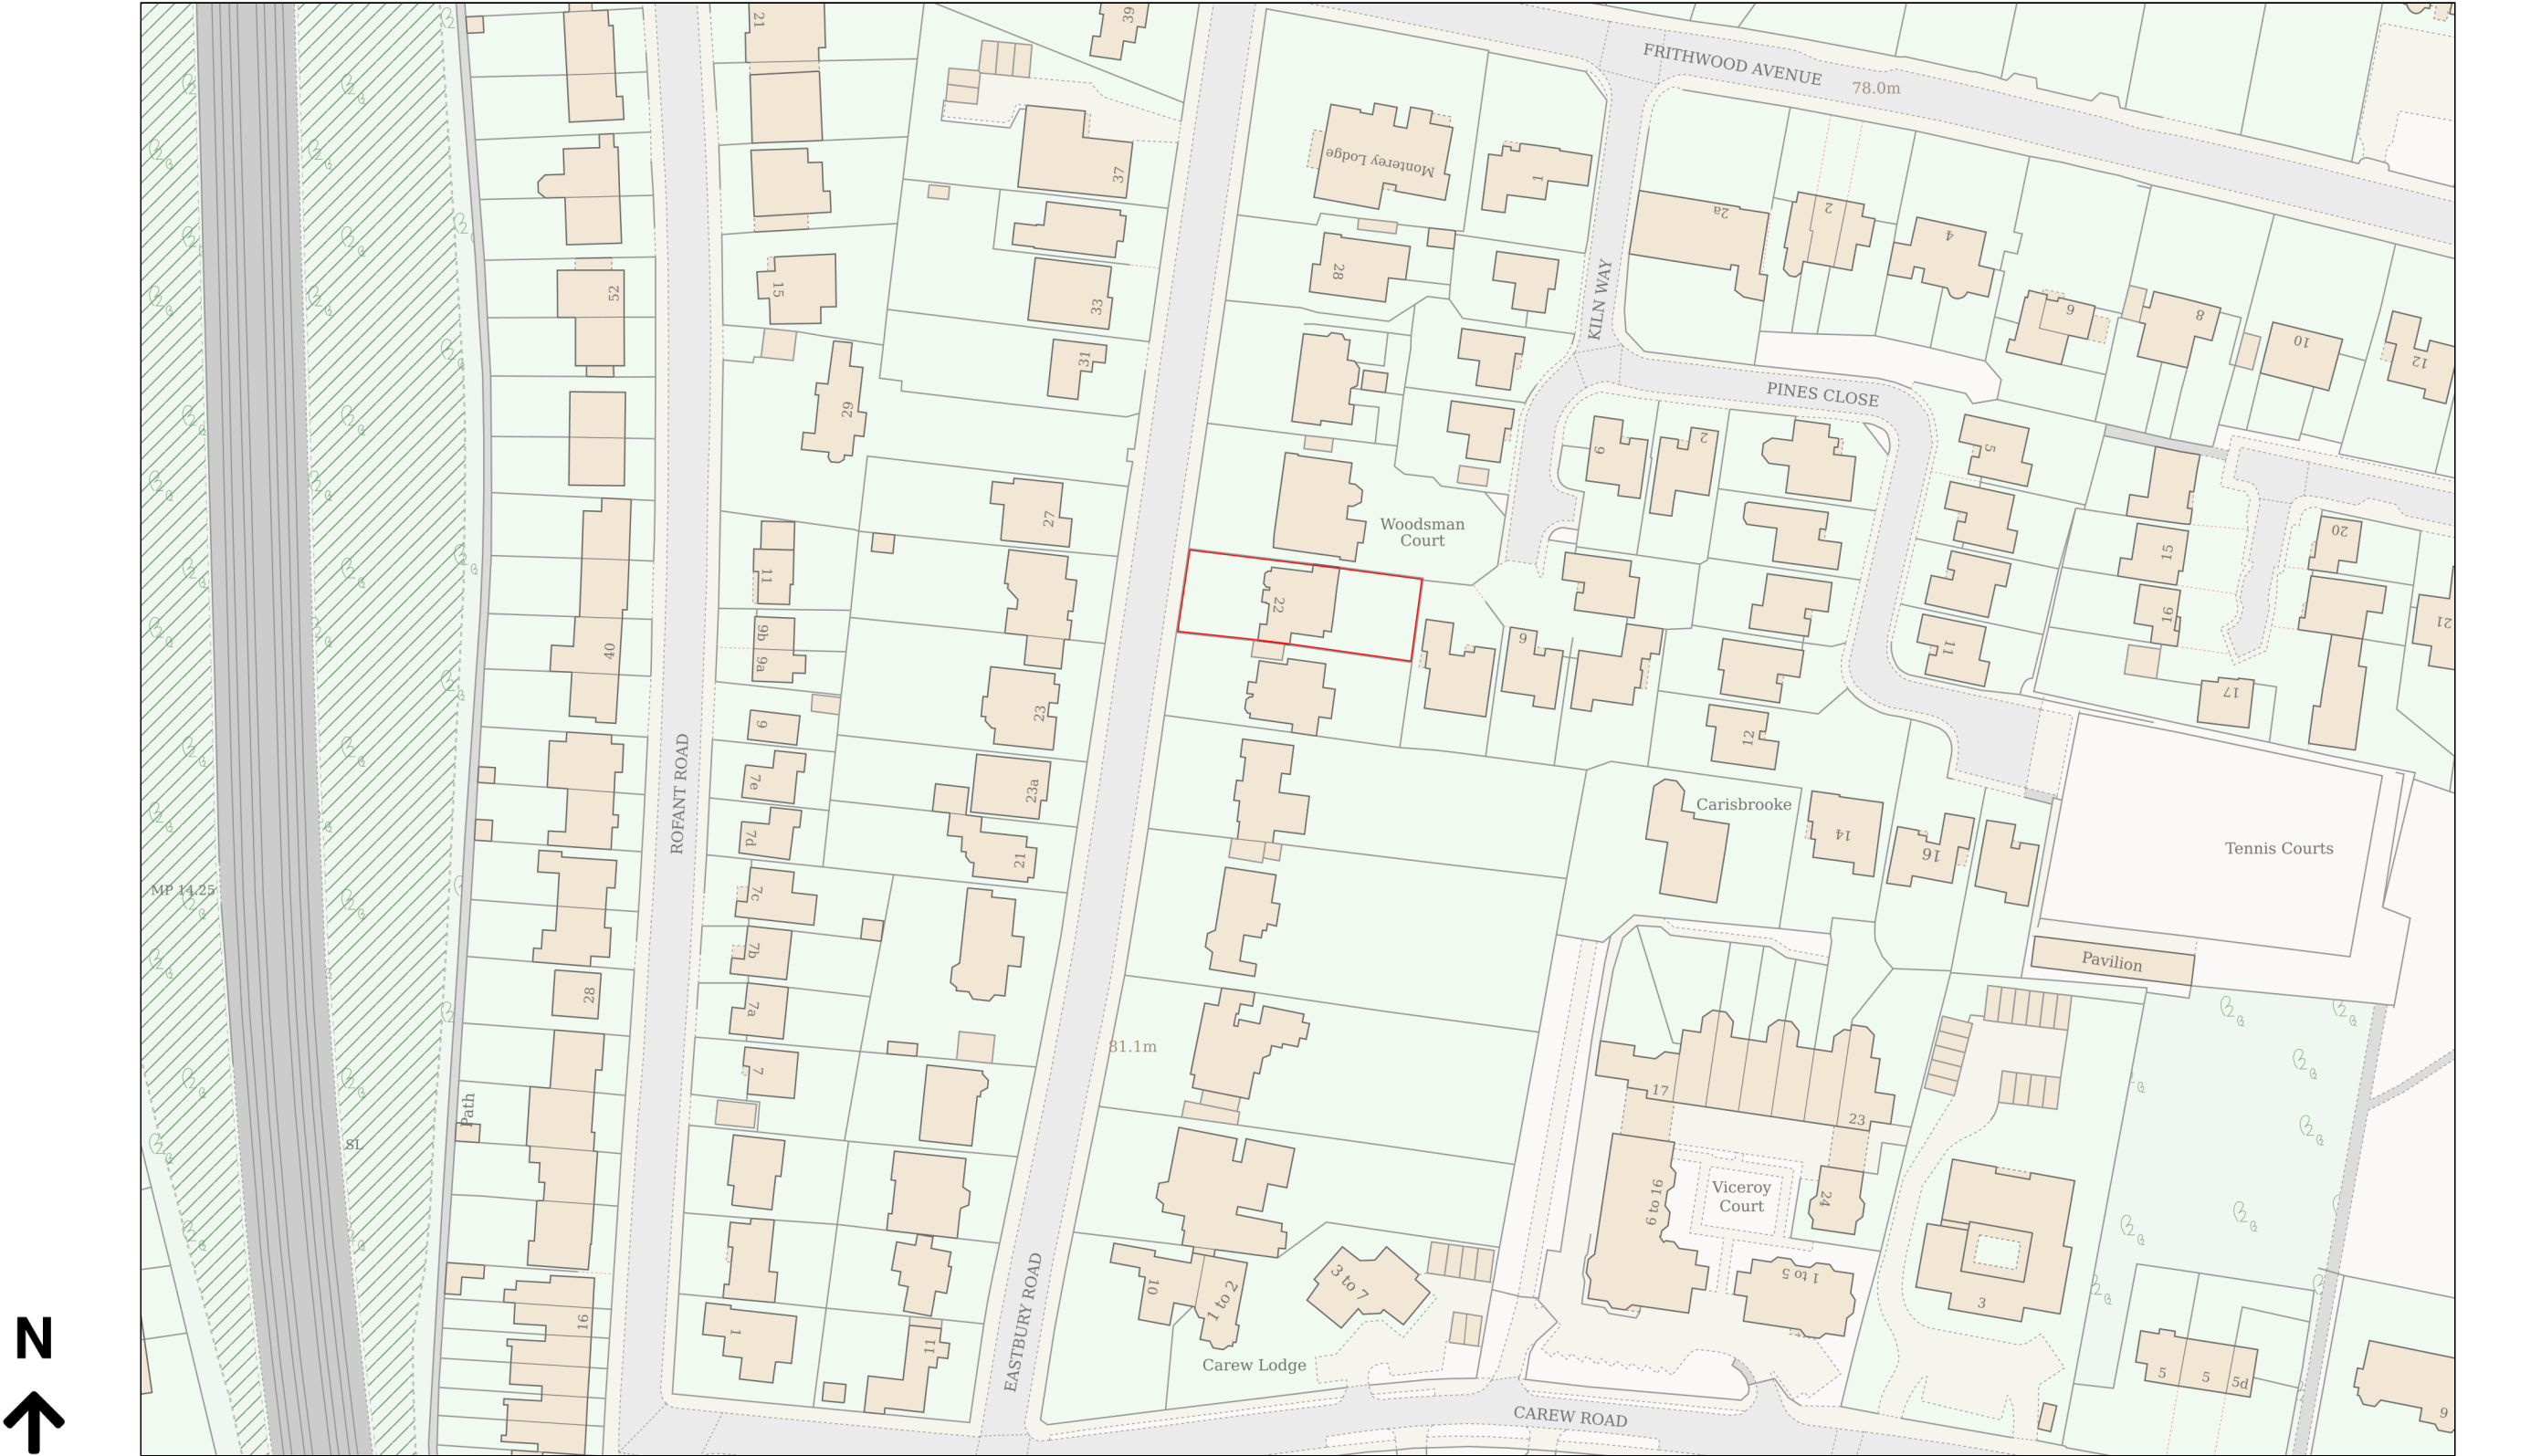 39
21
FRITHWOOD AVENUE
78.0m
Monterey Lodge
37
1
2a
2
4
28
KILN WAY
52
15
33
6
8
10
12
31
29
PINES CLOSE
9
2
5
27
Woodsman
Court
15
20
11
22
16
21
9b
9a
40
6
11
17
23
9
12
ROFANT ROAD
7e
23a
Carisbrooke
14
7d
21
16
Tennis Courts
MP 14.25
7c
7b
Pavilion
28
7a
81.1m
7
17
23
Path
SL
Viceroy
Court
6 to 16
24
3 to 7
1 to 5
10
1 to 2
3
16
1
11
EASTBURY ROAD
Carew Lodge
5
5
5d
9
CAREW ROAD
N